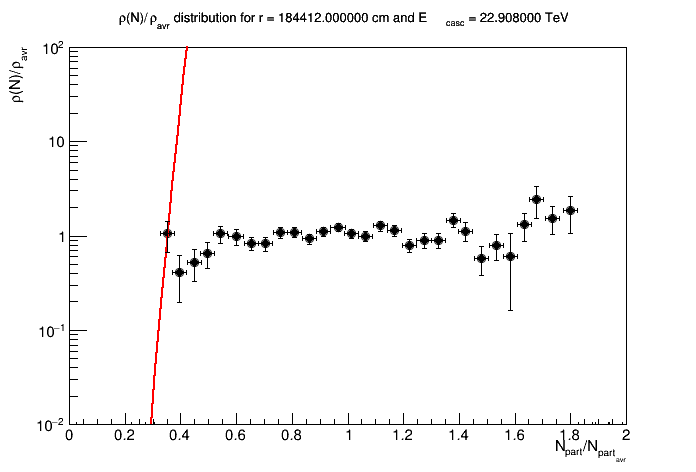 ρ(N)/ρavr distribution for r = 184412.000000 cm and E casc = 22.908000 TeV
ρ(N)/ρavr
10²
10
1
10⁻¹
10⁻²
0 0.2 0.4 0.6 0.8 1 1.2 1.4 1.6 1.8 2
Npart/Npartavr